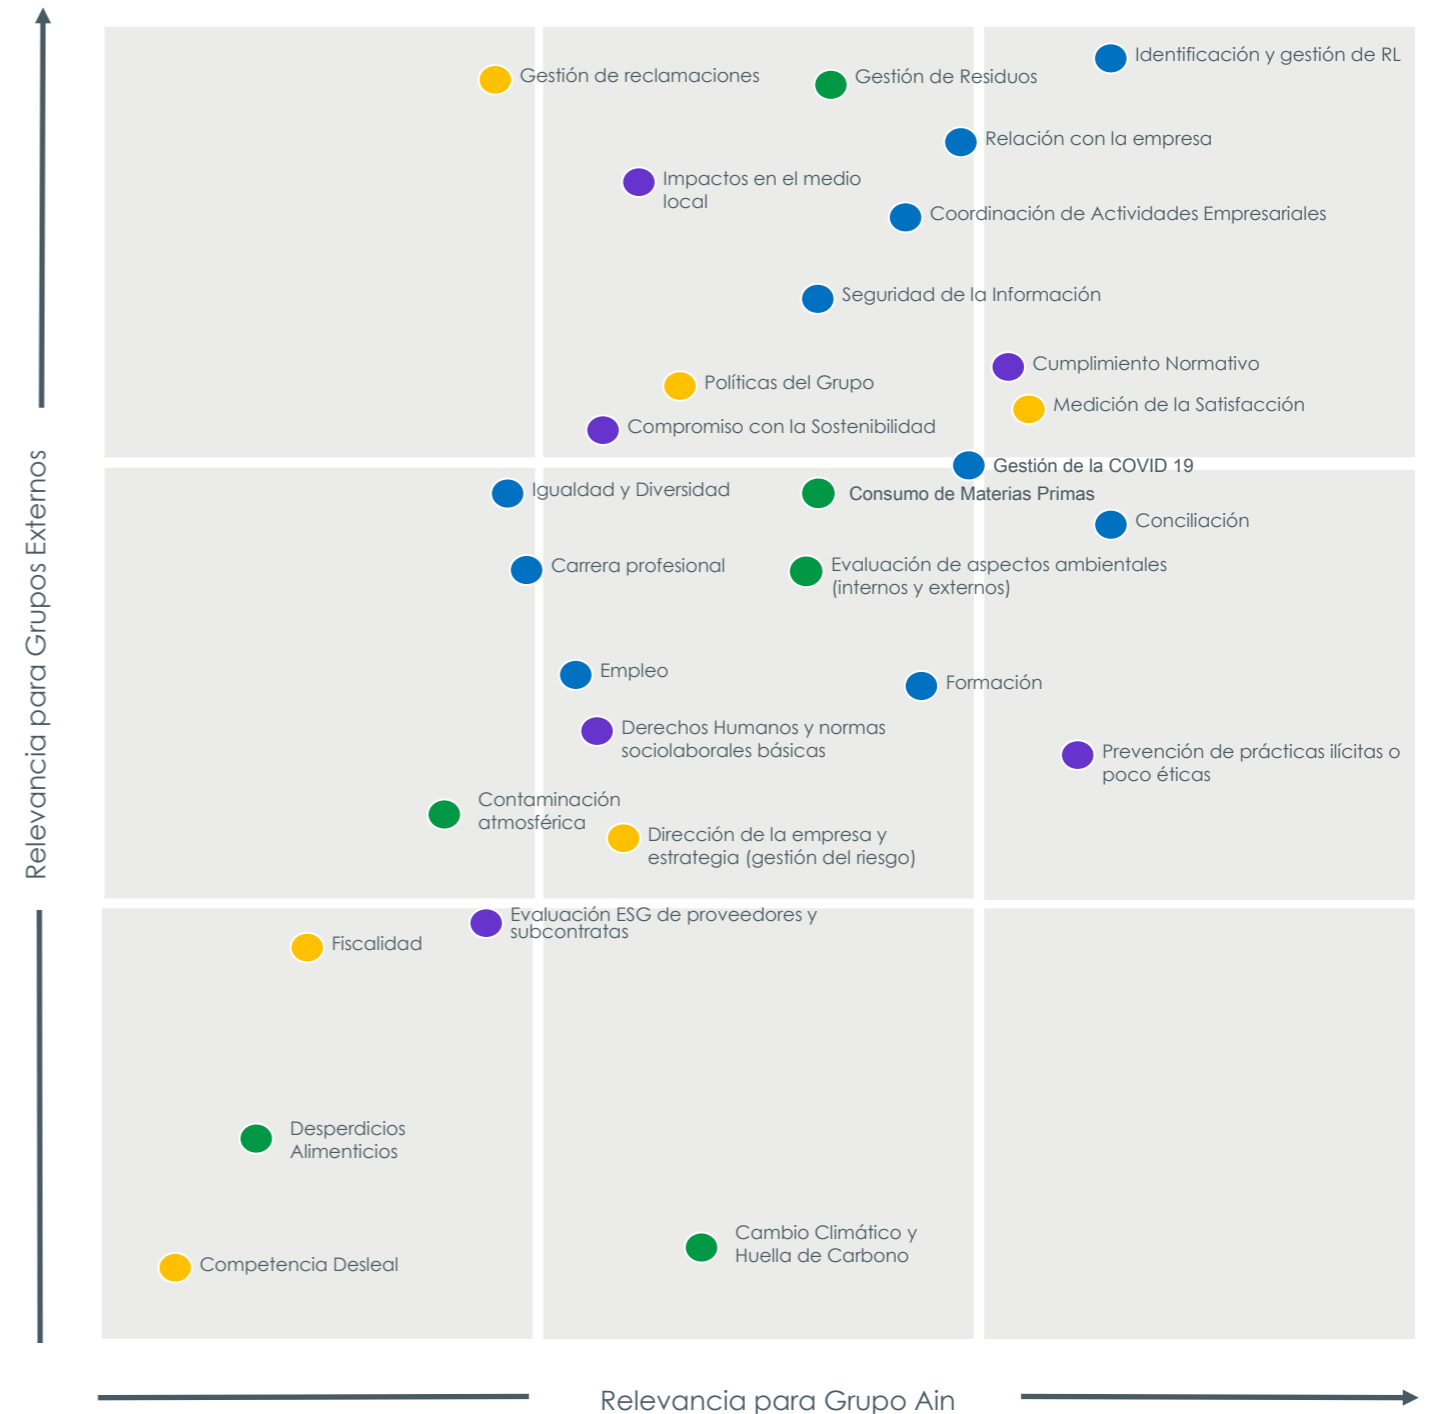 Gestión de reclamaciones
Gestión de Residuos
Identificación y gestión de RL
Relación con la empresa
Impactos en el medio
local
Coordinación de Actividades Empresariales
Seguridad de la Información
Cumplimiento Normativo
Políticas del Grupo
Medición de la Satisfacción
Compromiso con la Sostenibilidad
Gestión de la COVID 19
Igualdad y Diversidad
Consumo de Materias Primas
Conciliación
Carrera profesional
Evaluación de aspectos ambientales
(internos y externos)
Empleo
Formación
Derechos Humanos y normas
sociolaborales básicas
Prevención de prácticas ilícitas o
poco éticas
Contaminación
atmosférica
Dirección de la empresa y
estrategia (gestión del riesgo)
Evaluación ESG de proveedores y
subcontratas
Fiscalidad
Desperdicios
Alimenticios
Cambio Climático y
Huella de Carbono
Competencia Desleal
Relevancia para Grupos Externos
Relevancia para Grupo Ain